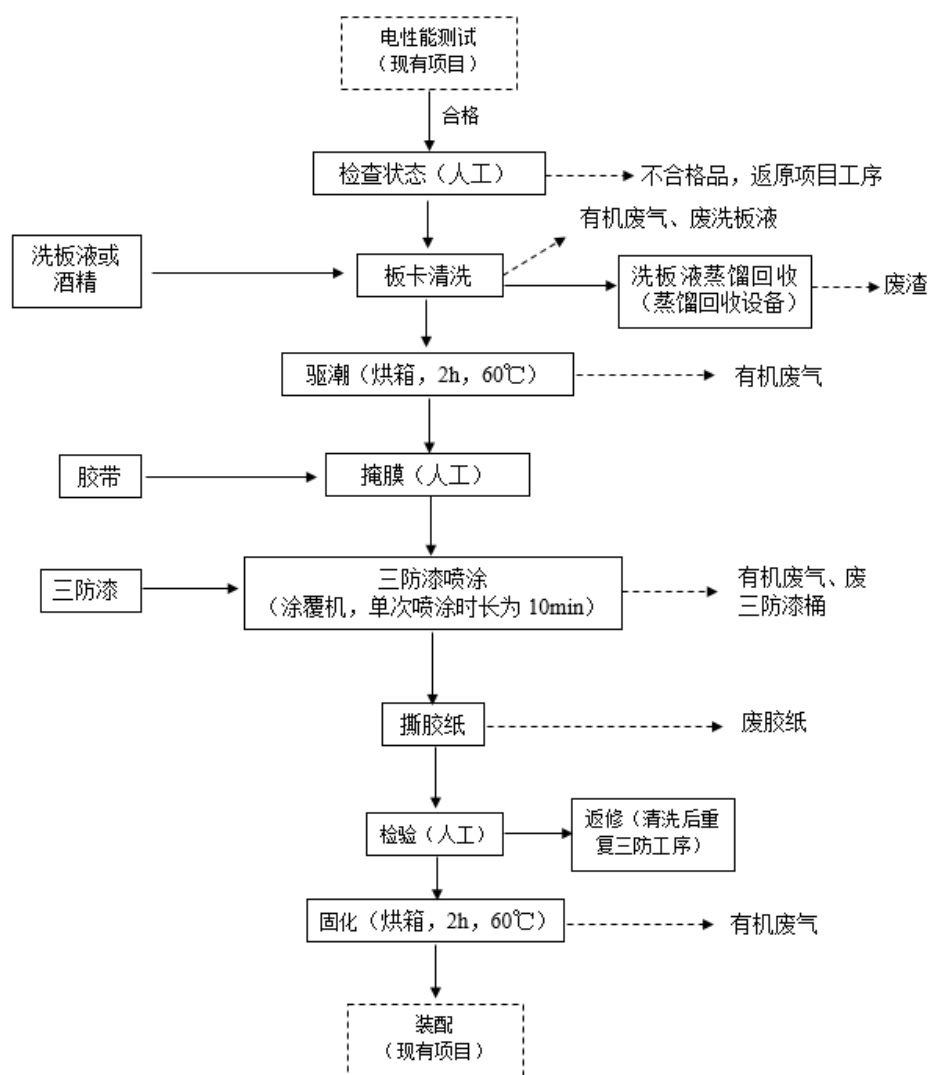 电性能测试
（现有项目）
合格
检查状态（人工）
不合格品，返原项目工序
有机废气、废洗板液
洗板液或
酒精
板卡清洗
洗板液蒸馏回收
（蒸馏回收设备）
废渣
驱潮（烘箱，2h，60℃）
有机废气
胶带
掩膜（人工）
三防漆
三防漆喷涂
（涂覆机，单次喷涂时长为 10min）
有机废气、废
三防漆桶
撕胶纸
废胶纸
检验（人工）
返修（清洗后重
复三防工序）
固化（烘箱，2h，60℃）
有机废气
装配
（现有项目）